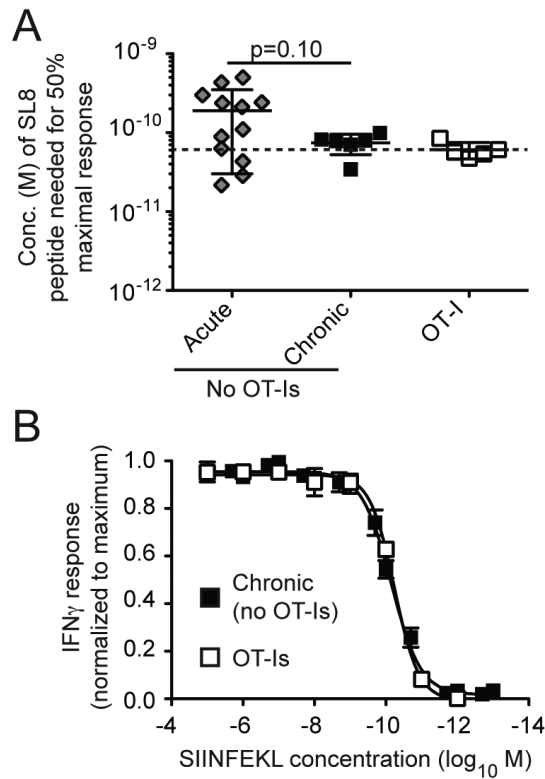 A
p=0.10
Conc. (M) of SL8
peptide needed for 50%
maximal response
10-9
10-10
10-11
10-12
Acute
Chronic
OT-I
No OT-Is
B
IFNγ response
(normalized to maximum)
1.0
0.8
0.6
0.4
0.2
0.0
Chronic
(no OT-Is)
OT-Is
-4
-6
-8
-10
-12
-14
SIINFEKL concentration (log10 M)